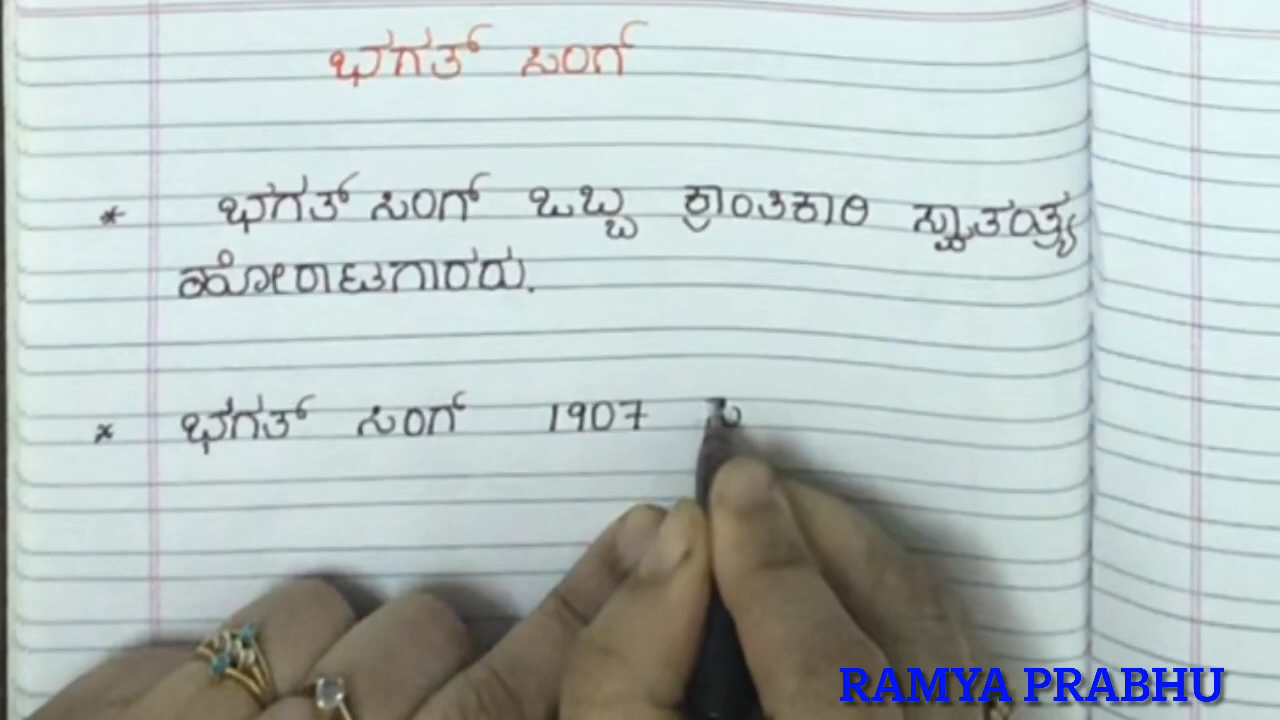 ಭಗತ್ ಸಿಂಗ್
* ಭಗತ್ ಸಿಂಗ್ ಒಬ್ಬ ಕ್ರಾಂತಿಕಾರಿ ಸ್ವಾತಂತ್ರ್ಯ
ಹೋರಾಟಗಾರರು.
* ಭಗತ್ ಸಿಂಗ್ 1907
RAMYA PRABHU